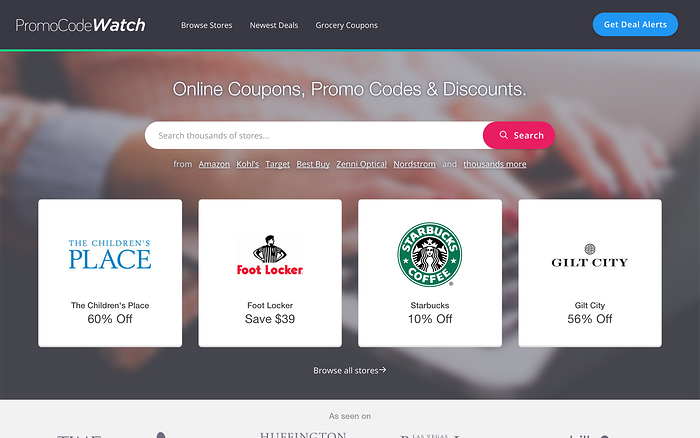 PromoCodeWatch
Browse Stores
Newest Deals
Grocery Coupons
Get Deal Alerts
Online Coupons, Promo Codes & Discounts.
Search thousands of stores...
Search
from Amazon Kohl's Target Best Buy Zenni Optical Nordstrom and thousands more
THE CHILDREN'S
PLACE
The Children's Place
60% Off
Foot Locker
Foot Locker
Save $39
STARBUCKS
COFFEE
Starbucks
10% Off
GILT CITY
Gilt City
56% Off
Browse all stores→
As seen on
HUFFINGTON
LAS VEGAS